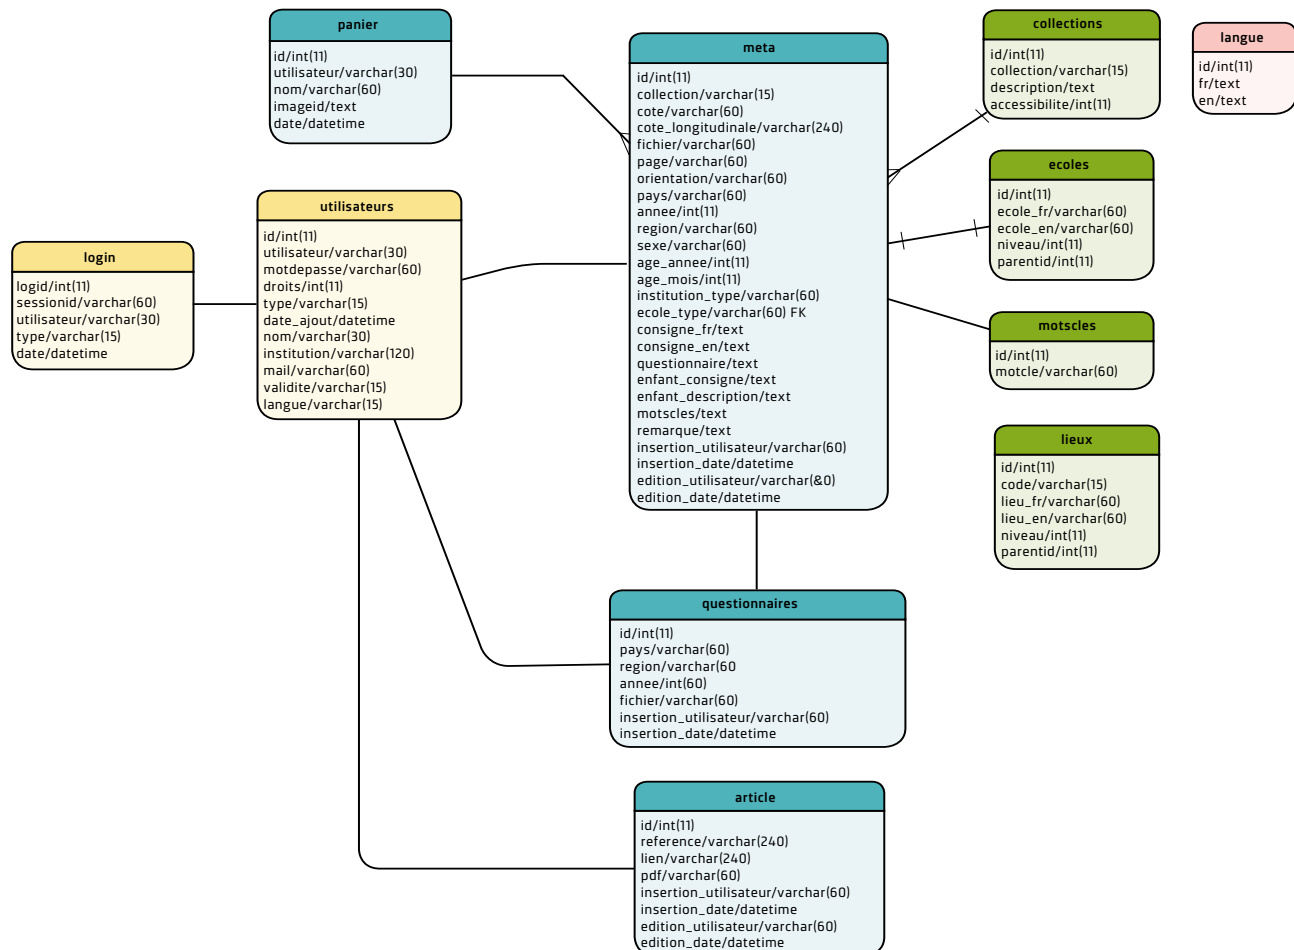 panier
id/int(11)
utilisateur/varchar(30)
nom/varchar(60)
imageid/text
date/datetime
meta
id/int(11)
collection/varchar(15)
cote/varchar(60)
cote_longitudinale/varchar(240)
fichier/varchar(60)
page/varchar(60)
orientation/varchar(60)
pays/varchar(60)
annee/int(11)
region/varchar(60)
sexe/varchar(60)
age_annee/int(11)
age_mois/int(11)
institution_type/varchar(60)
ecole_type/varchar(60) FK
consigne_fr/text
consigne_en/text
questionnaire/text
enfant_consigne/text
enfant_description/text
motscles/text
remarque/text
insertion_utilisateur/varchar(60)
insertion_date/datetime
edition_utilisateur/varchar(&0)
edition_date/datetime
collections
id/int(11)
collection/varchar(15)
description/text
accessibilite/int(11)
langue
id/int(11)
fr/text
en/text
ecoles
id/int(11)
ecole_fr/varchar(60)
ecole_en/varchar(60)
niveau/int(11)
parentid/int(11)
utilisateurs
id/int(11)
utilisateur/varchar(30)
motdepasse/varchar(60)
droits/int(11)
type/varchar(15)
date_ajout/datetime
nom/varchar(30)
institution/varchar(120)
mail/varchar(60)
validite/varchar(15)
langue/varchar(15)
login
logid/int(11)
sessionid/varchar(60)
utilisateur/varchar(30)
type/varchar(15)
date/datetime
motscles
id/int(11)
motcle/varchar(60)
lieux
id/int(11)
code/varchar(15)
lieu_fr/varchar(60)
lieu_en/varchar(60)
niveau/int(11)
parentid/int(11)
questionnaires
id/int(11)
pays/varchar(60)
region/varchar(60
annee/int(60)
fichier/varchar(60)
insertion_utilisateur/varchar(60)
insertion_date/datetime
article
id/int(11)
reference/varchar(240)
lien/varchar(240)
pdf/varchar(60)
insertion_utilisateur/varchar(60)
insertion_date/datetime
edition_utilisateur/varchar(60)
edition_date/datetime